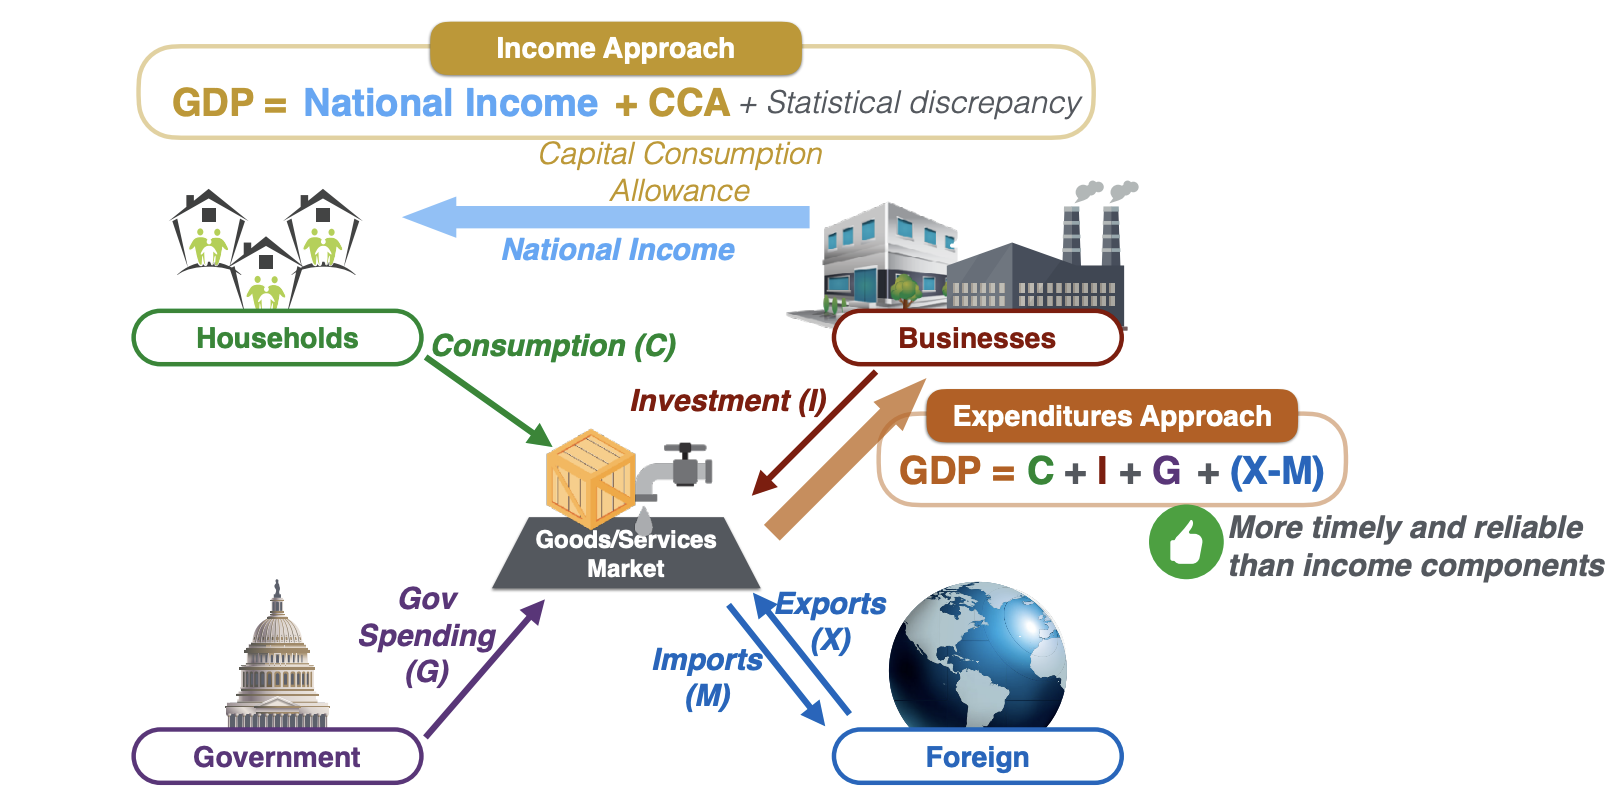 Income Approach
GDP = National Income + CCA + Statistical discrepancy
Capital Consumption
Allowance
National Income
Households
Businesses
Consumption (C)
Investment (I)
Expenditures Approach
GDP = C + I + G + (X-M)
More timely and reliable
than income components
Goods/Services
Market
Gov
Spending
(G)
Exports
(X)
Imports
(M)
Government
Foreign